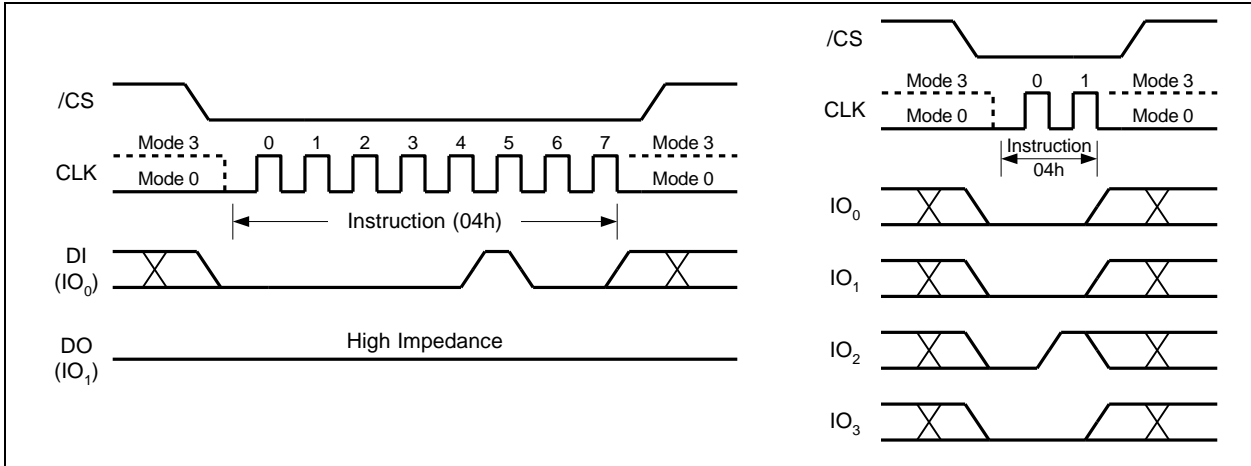 /CS
Mode 3
0 1 2 3 4 5 6 7
Mode 3
CLK
Mode 0
Mode 0
Instruction (04h)
DI
(IO0)
DO
(IO1)
High Impedance
/CS
Mode 3
0 1
Mode 3
CLK
Mode 0
Mode 0
Instruction
04h
IO0
IO1
IO2
IO3